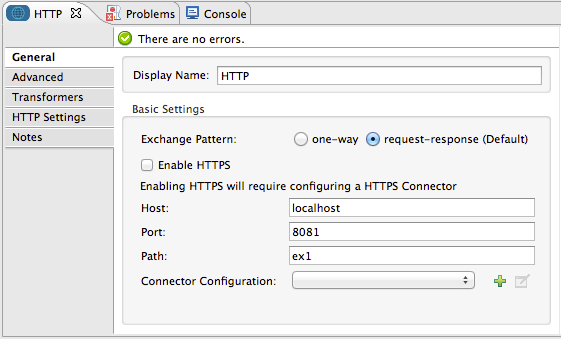 HTTP Problems Console
There are no errors.
General
Advanced
Transformers
HTTP Settings
Notes
Display Name: HTTP
Basic Settings
Exchange Pattern: one-way request-response (Default)
Enable HTTPS
Enabling HTTPS will require configuring a HTTPS Connector
Host: localhost
Port: 8081
Path: ex1
Connector Configuration: